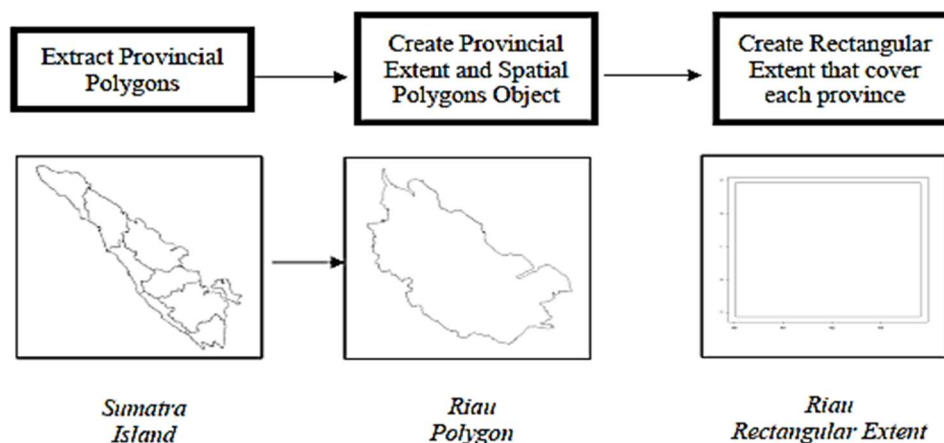 Extract Provincial
Polygons
Create Provincial
Extent and Spatial
Polygons Object
Create Rectangular
Extent that cover
each province
Sumatra
Island
Riau
Polygon
Riau
Rectangular Extent